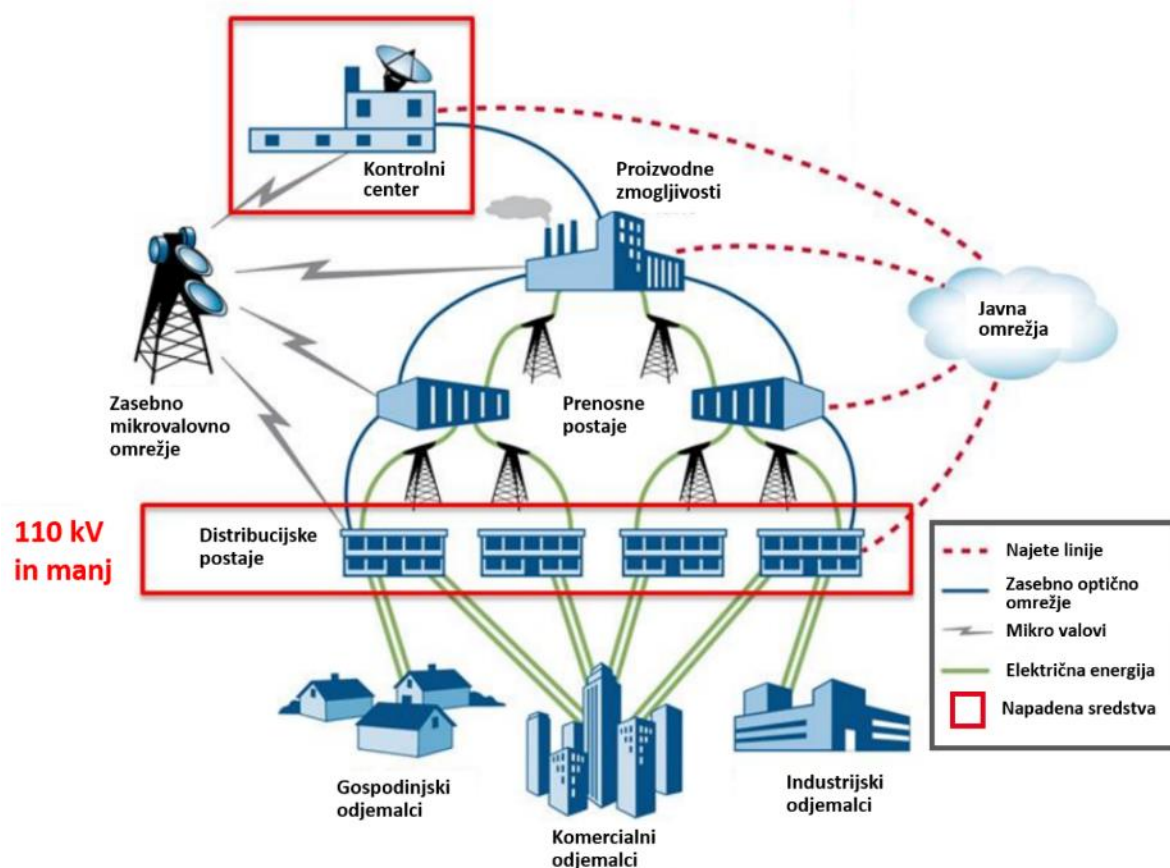 Kontrolni
center
Proizvodne
zmogljivosti
Javna
omrežja
Zasebno
mikrovalovno
omrežje
Prenosne
postaje
110 kV
in manj
Distribucijske
postaje
Najete linije
Zasebno optično
omrežje
Mikro valovi
Električna energija
Napadena sredstva
Gospodinjski
odjemalci
Komercialni
odjemalci
Industrijski
odjemalci